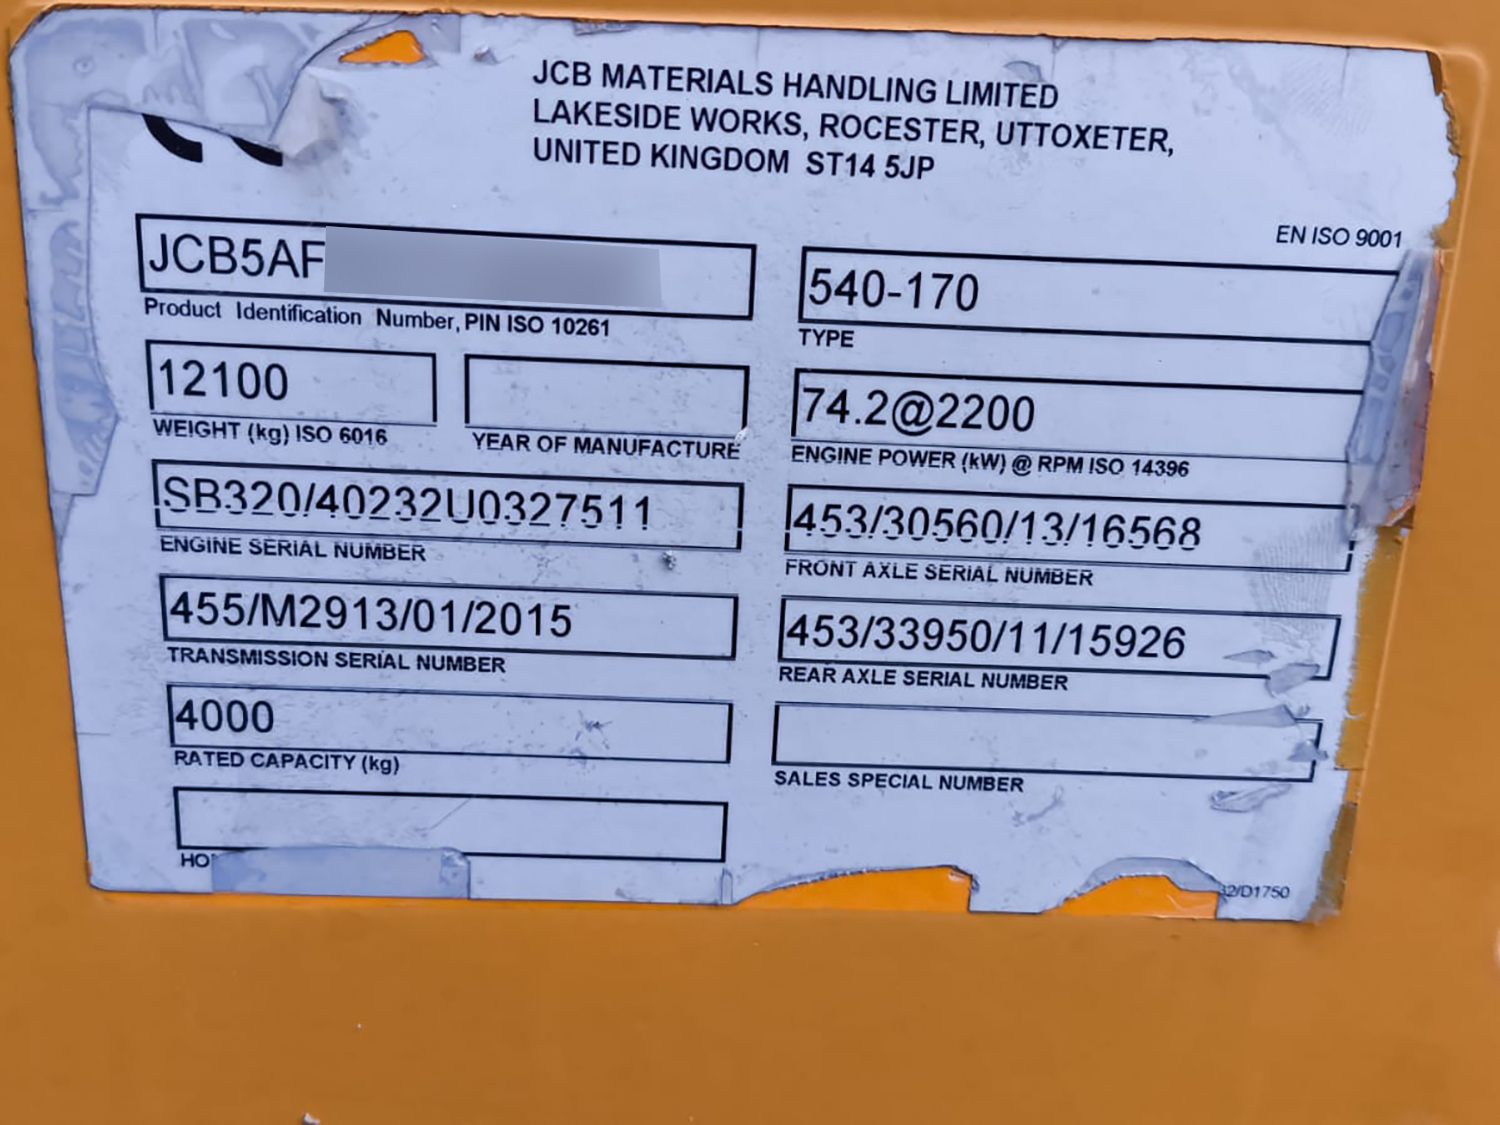 JCB MATERIALS HANDLING LIMITED
LAKESIDE WORKS, ROCESTER, UTTOXETER,
UNITED KINGDOM ST14 5JP
EN ISO 9001
JCB5AF
Product Identification Number, PIN ISO 10261
540-170
TYPE
12100
WEIGHT (kg) ISO 6016
YEAR OF MANUFACTURE
74.2@2200
ENGINE POWER (kW) @ RPM ISO 14396
SB320/40232U0327511
ENGINE SERIAL NUMBER
453/30560/13/16568
FRONT AXLE SERIAL NUMBER
455/M2913/01/2015
TRANSMISSION SERIAL NUMBER
453/33950/11/15926
REAR AXLE SERIAL NUMBER
4000
RATED CAPACITY (kg)
SALES SPECIAL NUMBER
2/D1750